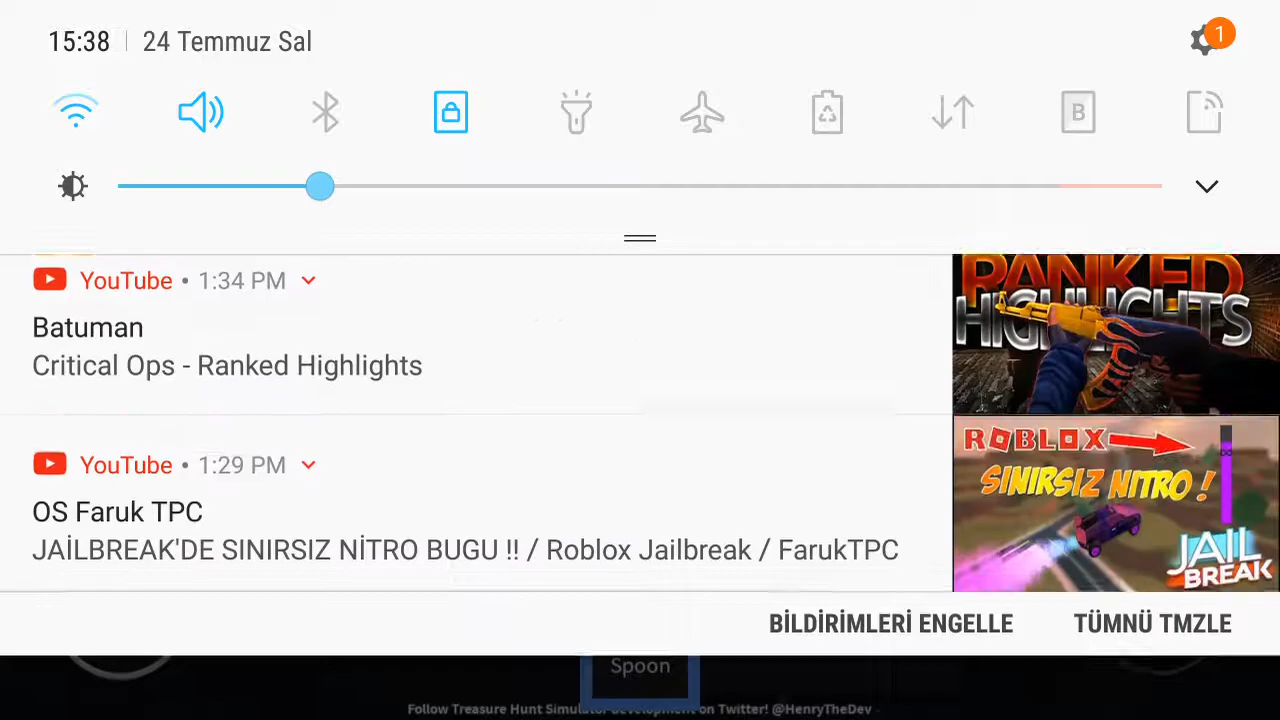 15:38 | 24 Temmuz Sal
1
B
YouTube • 1:34 PM
Batuman
Critical Ops - Ranked Highlights
RANKED
HIGHLIGHTS
YouTube • 1:29 PM
OS Faruk TPC
JAİLBREAK'DE SINIRSIZ NİTRO BUGU !! / Roblox Jailbreak / FarukTPC
ROBLOX
SINIRSIZ NITRO !
JAIL
BREAK
BİLDİRİMLERİ ENGELLE
TÜMNÜ TMZLE
Spoon
Follow Treasure Hunt Simulator development on Twitter! @HenryTheDev